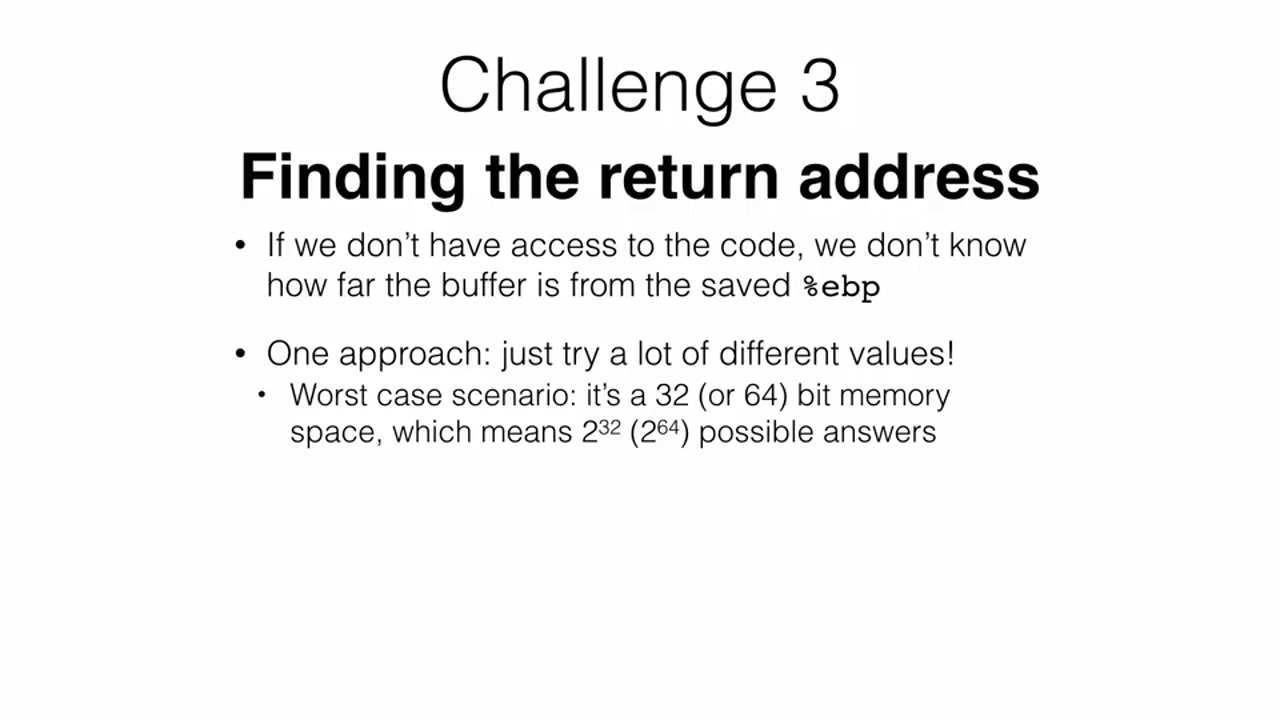 Challenge 3
Finding the return address
• If we don’t have access to the code, we don’t know
how far the buffer is from the saved %ebp
• One approach: just try a lot of different values!
• Worst case scenario: it’s a 32 (or 64) bit memory
space, which means 2³² (2⁶⁴) possible answers